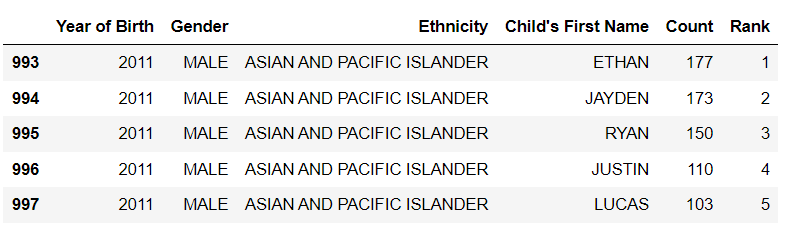 Year of Birth Gender Ethnicity Child's First Name Count Rank
993 2011 MALE ASIAN AND PACIFIC ISLANDER ETHAN 177 1
994 2011 MALE ASIAN AND PACIFIC ISLANDER JAYDEN 173 2
995 2011 MALE ASIAN AND PACIFIC ISLANDER RYAN 150 3
996 2011 MALE ASIAN AND PACIFIC ISLANDER JUSTIN 110 4
997 2011 MALE ASIAN AND PACIFIC ISLANDER LUCAS 103 5